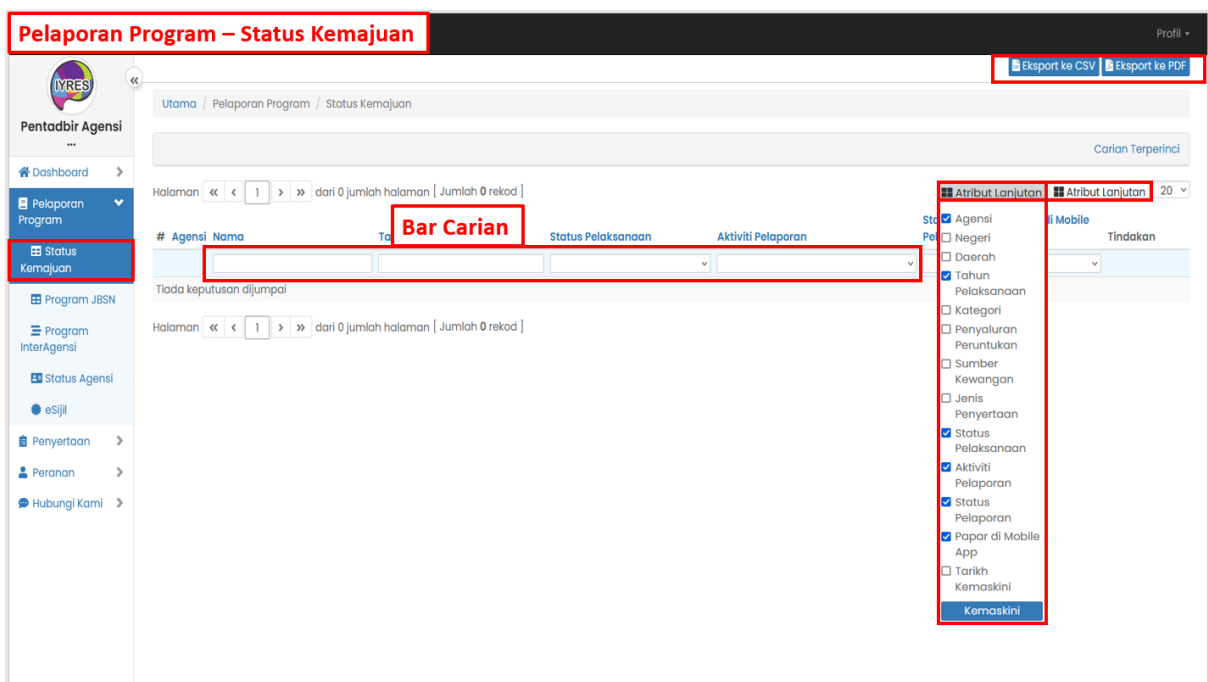 Pelaporan Program – Status Kemajuan
Profil
Eksport ke CSV
Eksport ke PDF
IYRES
«
Pentadbir Agensi
...
Utama / Pelaporan Program / Status Kemajuan
Carian Terperinci
Dashboard
Pelaporan
Program
Status
Kemajuan
Program JBSN
Program
InterAgensi
Status Agensi
eSijil
Penyertaan
Peranan
Hubungi Kami
Halaman « ‹ 1 › » dari 0 jumlah halaman [ Jumlah 0 rekod ]
Atribut Lanjutan
Atribut Lanjutan
20
Bar Carian
# Agensi Nama Ta Status Pelaksanaan Aktiviti Pelaporan
Tindakan
Tiada keputusan dijumpai
Halaman « ‹ 1 › » dari 0 jumlah halaman [ Jumlah 0 rekod ]
Agensi
Negeri
Daerah
Tahun
Pelaksanaan
Kategori
Penyaluran
Peruntukan
Sumber
Kewangan
Jenis
Penyertaan
Status
Pelaksanaan
Aktiviti
Pelaporan
Status
Pelaporan
Papar di Mobile
App
Tarikh
Kemaskini
Kemaskini